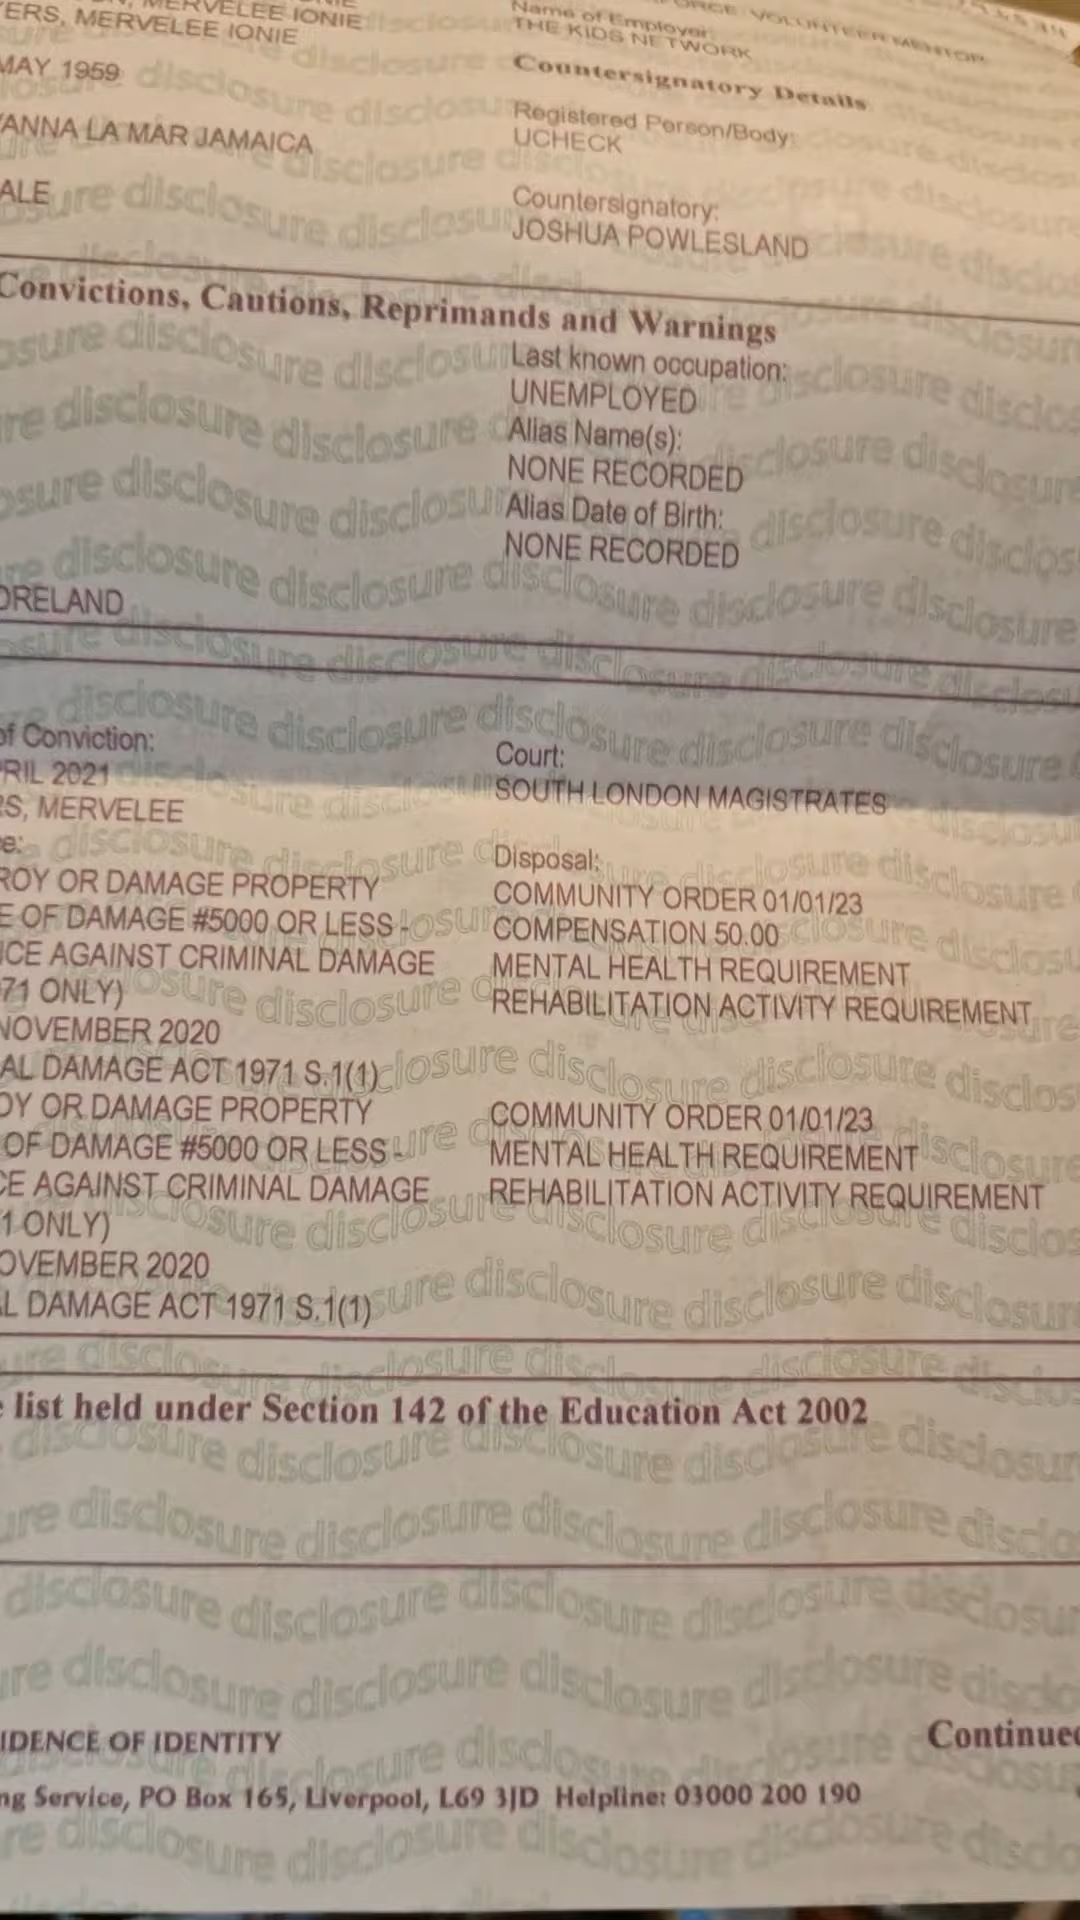 MERVELEE IONIE
ERS, MERVELEE IONIE
MAY 1959
ANNA LA MAR JAMAICA
ALE
VOLUNTEER MENTOR
Name of Employer
THE KIDS NETWORK
Countersignatory Details
Registered Person/Body:
UCHECK
Countersignatory:
JOSHUA POWLESLAND
Convictions, Cautions, Reprimands and Warnings
Last known occupation:
UNEMPLOYED
Alias Name(s):
NONE RECORDED
Alias Date of Birth:
NONE RECORDED
ORELAND
of Conviction:
RIL 2021
RS, MERVELEE
e:
Court:
SOUTH LONDON MAGISTRATES
ROY OR DAMAGE PROPERTY
E OF DAMAGE #5000 OR LESS -
CE AGAINST CRIMINAL DAMAGE
71 ONLY)
NOVEMBER 2020
AL DAMAGE ACT 1971 S.1(1)
Disposal:
COMMUNITY ORDER 01/01/23
COMPENSATION 50.00
MENTAL HEALTH REQUIREMENT
REHABILITATION ACTIVITY REQUIREMENT
OY OR DAMAGE PROPERTY
OF DAMAGE #5000 OR LESS -
CE AGAINST CRIMINAL DAMAGE
1 ONLY)
OVEMBER 2020
L DAMAGE ACT 1971 S.1(1)
COMMUNITY ORDER 01/01/23
MENTAL HEALTH REQUIREMENT
REHABILITATION ACTIVITY REQUIREMENT
list held under Section 142 of the Education Act 2002
IDENCE OF IDENTITY
Continued
ng Service, PO Box 165, Liverpool, L69 3JD Helpline: 03000 200 190